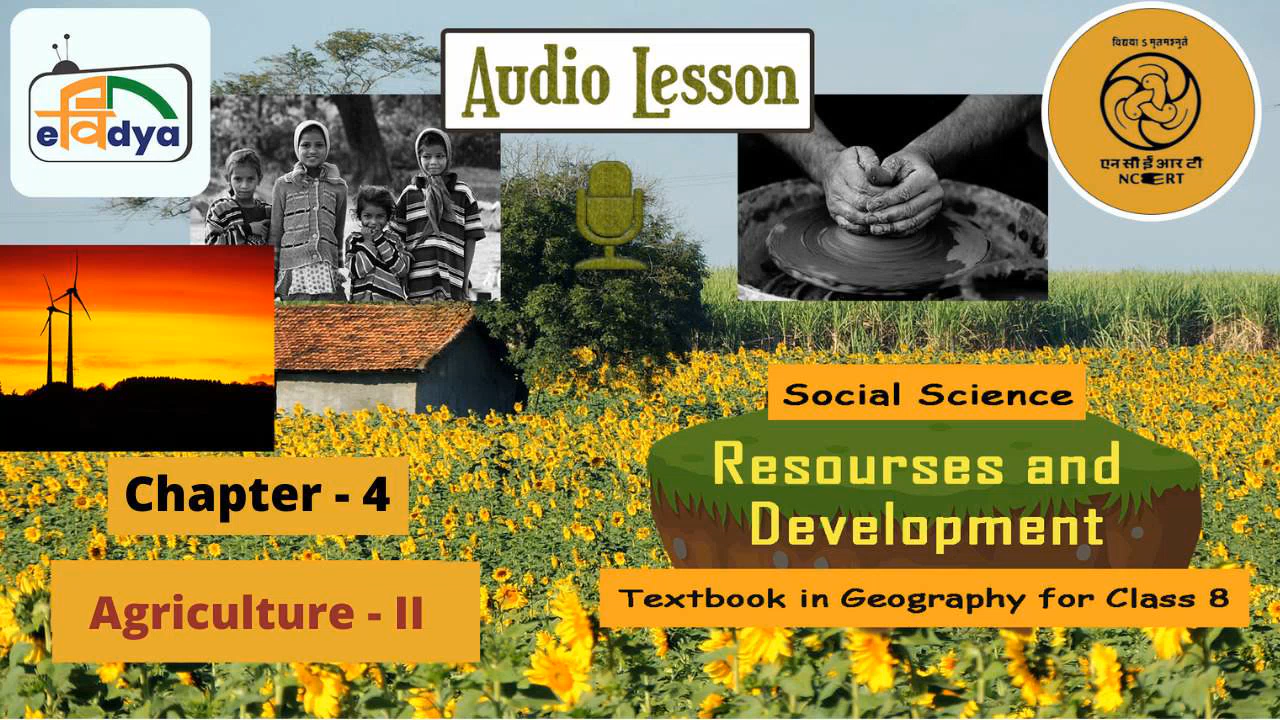 eविद्या dya
Audio Lesson
विद्यया ऽ मृतमश्नुते
एन सी ई आर टी
NCERT
Social Science
Resourses and
Development
Textbook in Geography for Class 8
Chapter - 4
Agriculture - II